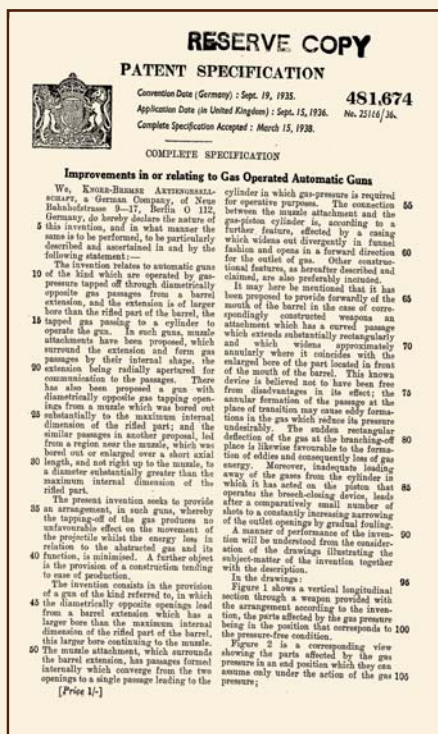 RESERVE COPY
PATENT SPECIFICATION
Convention Date (Germany) : Sept. 19, 1935.
Application Date (in United Kingdom) : Sept. 15, 1936.
Complete Specification Accepted : March 15, 1938.
481,674
No. 25166/36.
COMPLETE SPECIFICATION
Improvements in or relating to Gas Operated Automatic Guns
We, KNORR-BREMSE AKTIENGESELL-
SCHAFT, a German Company, of Neue
Bahnhofstrasse 9—17, Berlin O 112,
Germany, do hereby declare the nature of
5 this invention, and in what manner the
same is to be performed, to be particularly
described and ascertained in and by the
following statement:—
The invention relates to automatic guns
10 of the kind which are operated by gas-
pressure tapped off through diametrically
opposite gas passages from a barrel
extension, and the extension is of larger
bore than the rifled part of the barrel, the
15 tapped gas passing to a cylinder to
operate the gun. In such guns, muzzle
attachments have been proposed, which
surround the extension and form gas
passages by their internal shape, the
20 extension being radially apertured for
communication to the passages. There
has also been proposed a gun with
diametrically opposite gas tapping open-
ings from a muzzle which was bored out
25 substantially to the maximum internal
dimension of the rifled part; and the
similar passages in another proposal, led
from a region near the muzzle, which was
bored out or enlarged over a short axial
30 length, and not right up to the muzzle, to
a diameter substantially greater than the
maximum internal dimension of the
rifled part.
The present invention seeks to provide
35 an arrangement, in such guns, whereby
the tapping-off of the gas produces no
unfavourable effect on the movement of
the projectile whilst the energy loss in
relation to the abstracted gas and its
40 function, is minimised. A further object
is the provision of a construction tending
to ease of production.
The invention consists in the provision
of a gun of the kind referred to, in which
45 the diametrically opposite openings lead
from a barrel extension which has a
larger bore than the maximum internal
dimension of the rifled part of the barrel,
this larger bore continuing to the muzzle.
50 The muzzle attachment, which surrounds
the barrel extension, has passages formed
internally which converge from the two
openings to a single passage leading to the
[Price 1/-]
cylinder in which gas-pressure is required
for operative purposes. The connection 55
between the muzzle attachment and the
gas-piston cylinder is, according to a
further feature, effected by a casing
which widens out divergently in funnel
fashion and opens in a forward direction 60
for the outlet of gas. Other construc-
tional features, as hereafter described and
claimed, are also preferably included.
It may here be mentioned that it has
been proposed to provide forwardly of the 65
mouth of the barrel in the case of corre-
spondingly constructed weapons an
attachment which has a curved passage
which extends substantially rectangularly
and which widens approximately 70
annularly where it coincides with the
enlarged bore of the part located in front
of the mouth of the barrel. This known
device is believed not to have been free
from disadvantages in its effect; the 75
annular formation of the passage at the
place of transition may cause eddy forma-
tions in the gas which reduce its pressure
undesirably. The sudden rectangular
deflection of the gas at the branching-off 80
place is likewise favourable to the forma-
tion of eddies and consequently loss of gas
energy. Moreover, inadequate leading
away of the gases from the cylinder in
which it has acted on the piston that 85
operates the breech-closing device, leads
after a comparatively small number of
shots to a constantly increasing narrowing
of the outlet openings by gradual fouling.
A manner of performance of the inven- 90
tion will be understood from the consider-
ation of the drawings illustrating the
subject-matter of the invention together
with the description.
In the drawings: 95
Figure 1 shows a vertical longitudinal
section through a weapon provided with
the arrangement according to the inven-
tion, the parts affected by the gas pressure
being in the position that corresponds to 100
the pressure-free condition.
Figure 2 is a corresponding view
showing the parts affected by the gas
pressure in an end position which they can
assume only under the action of the gas 105
pressure;